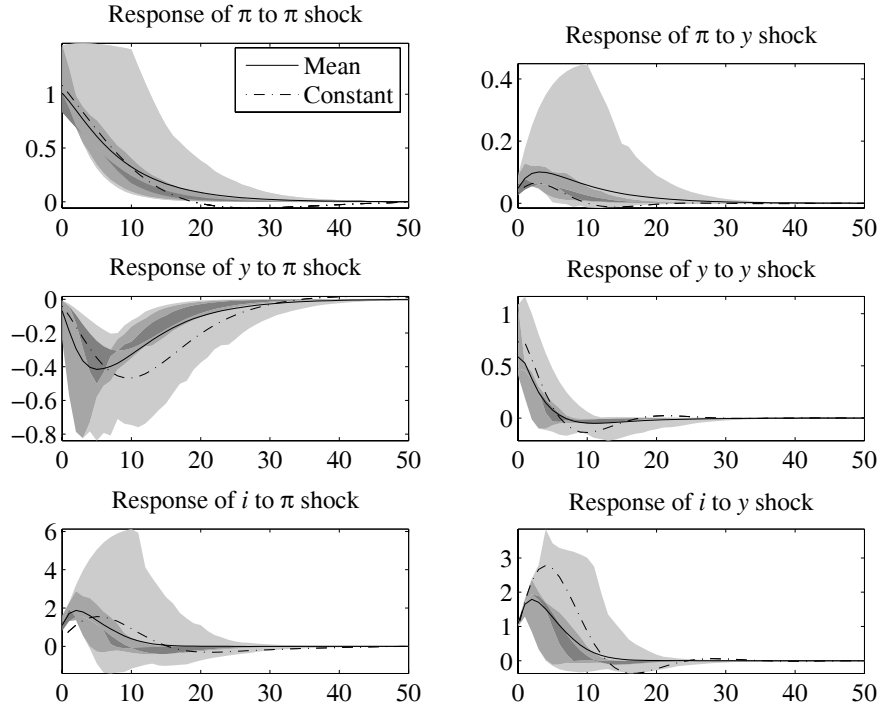 Response of π to π shock
1
0.5
0
0 10 20 30 40 50
Mean
Constant
Response of π to y shock
0.4
0.2
0
0 10 20 30 40 50
Response of y to π shock
0
−0.2
−0.4
−0.6
−0.8
0 10 20 30 40 50
Response of y to y shock
1
0.5
0
0 10 20 30 40 50
Response of i to π shock
6
4
2
0
0 10 20 30 40 50
Response of i to y shock
3
2
1
0
0 10 20 30 40 50